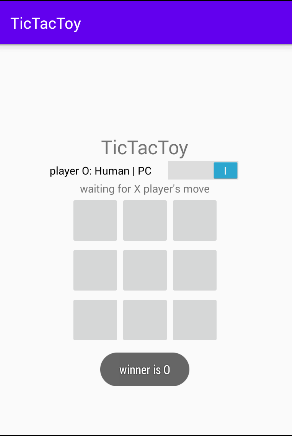 TicTacToy
TicTacToy
player O: Human | PC
waiting for X player's move
winner is O